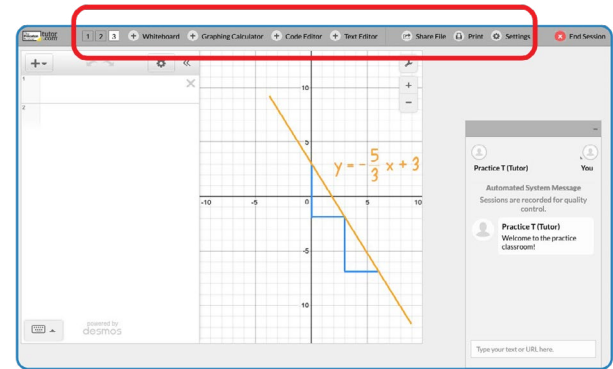 tutor
.com
1 2 3 + Whiteboard + Graphing Calculator + Code Editor + Text Editor Share File Print Settings × End Session
+
«
1
×
2
10
5
-10 -5 0 5 10
-5
10
y = -5/3 x + 3
+
−
powered by
desmos
−
Practice T (Tutor) You
Automated System Message
Sessions are recorded for quality
control.
Practice T (Tutor)
Welcome to the practice
classroom!
Type your text or URL here.